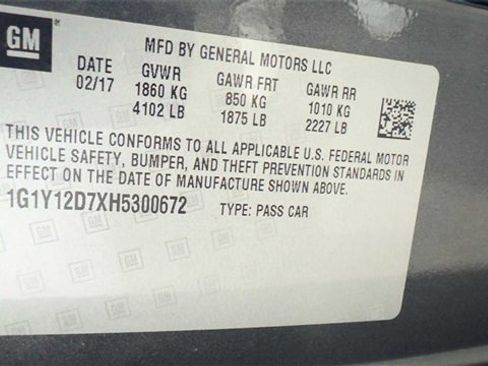 GM
MFD BY GENERAL MOTORS LLC
DATE GVWR GAWR FRT GAWR RR
02/17 1860 KG 850 KG 1010 KG
4102 LB 1875 LB 2227 LB
THIS VEHICLE CONFORMS TO ALL APPLICABLE U.S. FEDERAL MOTOR
VEHICLE SAFETY, BUMPER, AND THEFT PREVENTION STANDARDS IN
EFFECT ON THE DATE OF MANUFACTURE SHOWN ABOVE.
1G1Y12D7XH5300672 TYPE: PASS CAR